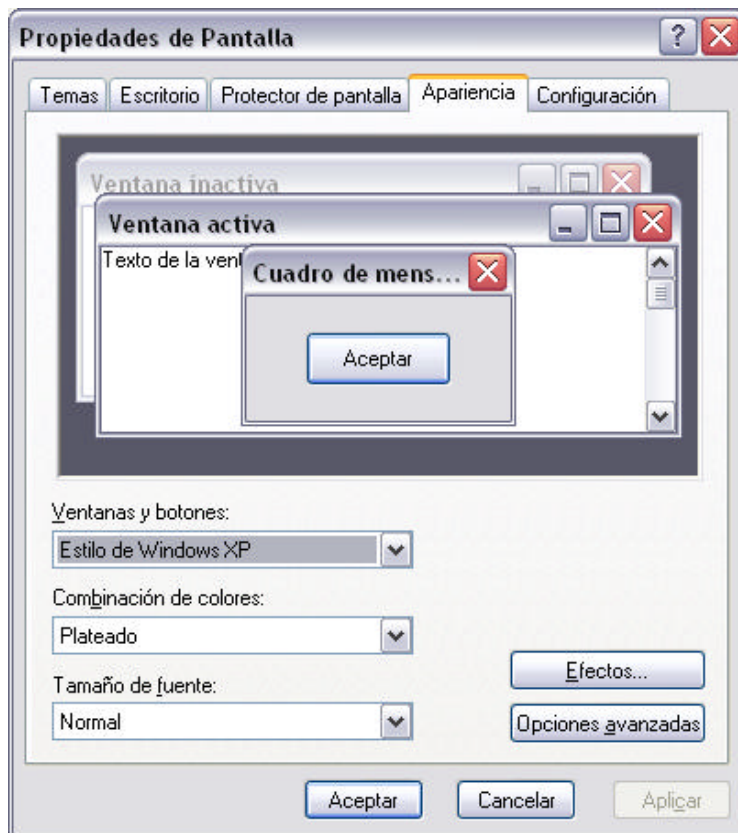 Propiedades de Pantalla
Temas Escritorio Protector de pantalla Apariencia Configuración
Ventana inactiva
Ventana activa
Texto de la vent
Cuadro de mens...
Aceptar
Ventanas y botones:
Estilo de Windows XP
Combinación de colores:
Plateado
Tamaño de fuente:
Normal
Efectos...
Opciones avanzadas
Aceptar Cancelar Aplicar